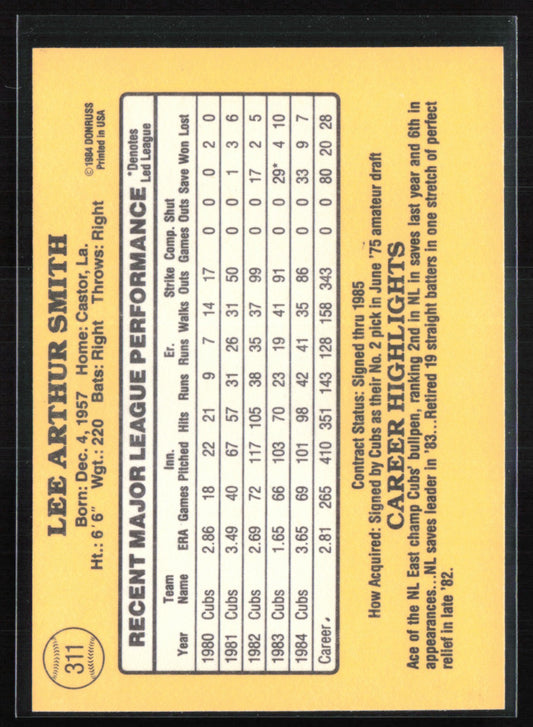 311
LEE ARTHUR SMITH
©1984 DONRUSS
Printed in USA
Born: Dec. 4, 1957 Home: Castor, La.
Ht.: 6'6" Wgt.: 220 Bats: Right Throws: Right
RECENT MAJOR LEAGUE PERFORMANCE
*Denotes
Led League
Team Inn. Er. Strike Comp. Shut
Year Name ERA Games Pitched Hits Runs Runs Walks Outs Games Outs Save Won Lost
1980 Cubs 2.86 18 22 21 9 7 14 17 0 0 0 2 0
1981 Cubs 3.49 40 67 57 31 26 31 50 0 0 1 3 6
1982 Cubs 2.69 72 117 105 38 35 37 99 0 0 17 2 5
1983 Cubs 1.65 66 103 70 23 19 41 91 0 0 29* 4 10
1984 Cubs 3.65 69 101 98 42 41 35 86 0 0 33 9 7
Career 2.81 265 410 351 143 128 158 343 0 0 80 20 28
Contract Status: Signed thru 1985
How Acquired: Signed by Cubs as their No. 2 pick in June '75 amateur draft
CAREER HIGHLIGHTS
Ace of the NL East champ Cubs' bullpen, ranking 2nd in NL in saves last year and 6th in
appearances...NL saves leader in '83...Retired 19 straight batters in one stretch of perfect
relief in late '82.